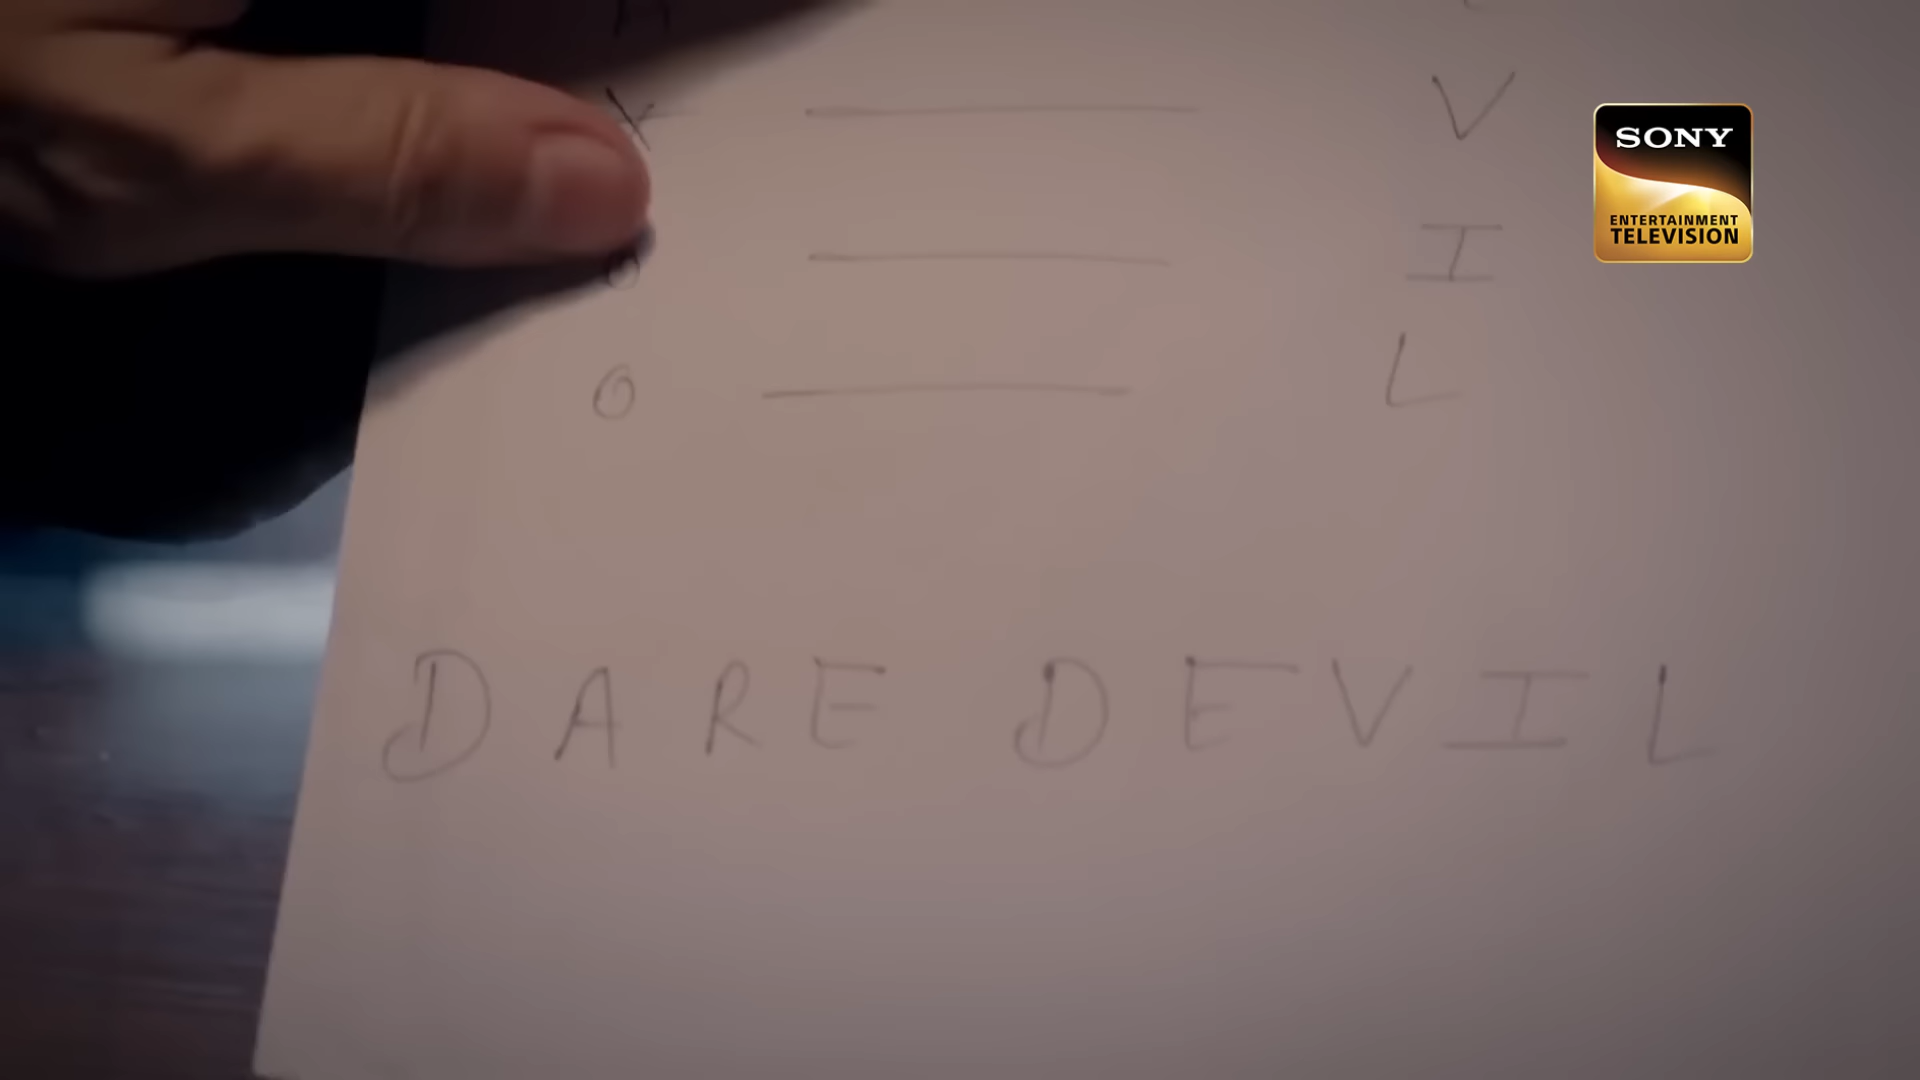 V
I
O L
DARE DEVIL
SONY
ENTERTAINMENT
TELEVISION